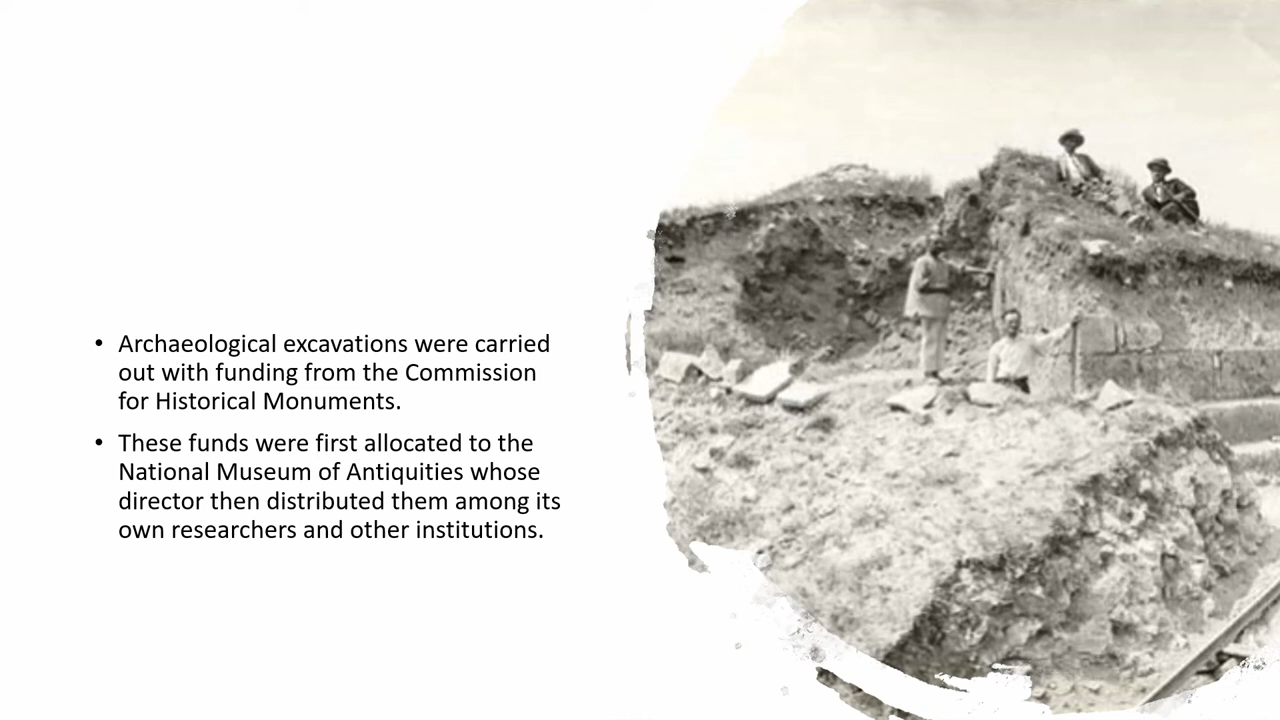 • Archaeological excavations were carried
out with funding from the Commission
for Historical Monuments.
• These funds were first allocated to the
National Museum of Antiquities whose
director then distributed them among its
own researchers and other institutions.